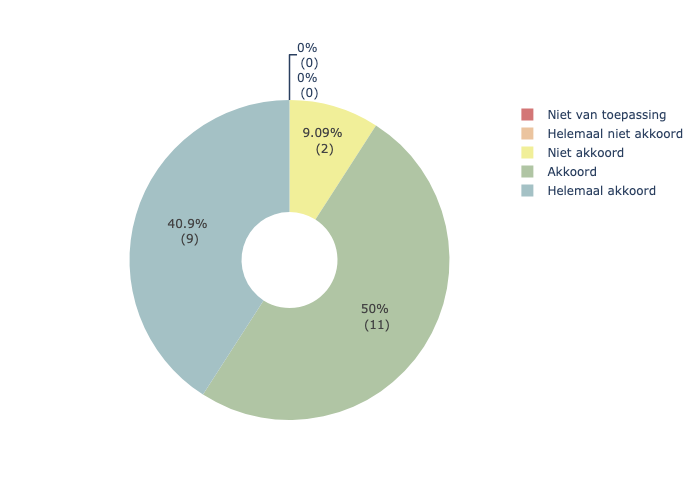 0%
(0)
0%
(0)
9.09%
(2)
40.9%
(9)
50%
(11)
Niet van toepassing
Helemaal niet akkoord
Niet akkoord
Akkoord
Helemaal akkoord